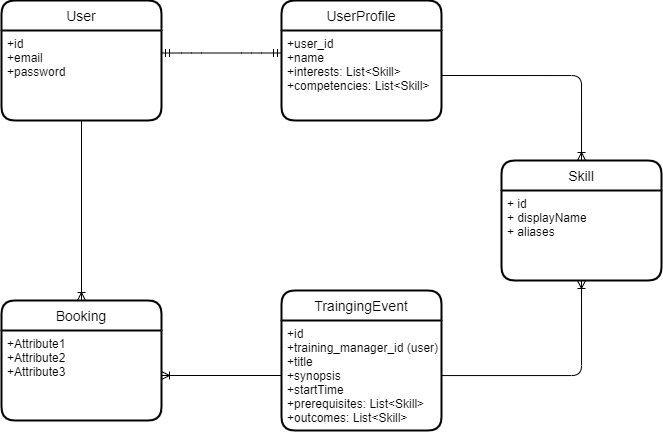 User
+id
+email
+password
UserProfile
+user_id
+name
+interests: List<Skill>
+competencies: List<Skill>
Skill
+ id
+ displayName
+ aliases
Booking
+Attribute1
+Attribute2
+Attribute3
TraingingEvent
+id
+training_manager_id (user)
+title
+synopsis
+startTime
+prerequisites: List<Skill>
+outcomes: List<Skill>